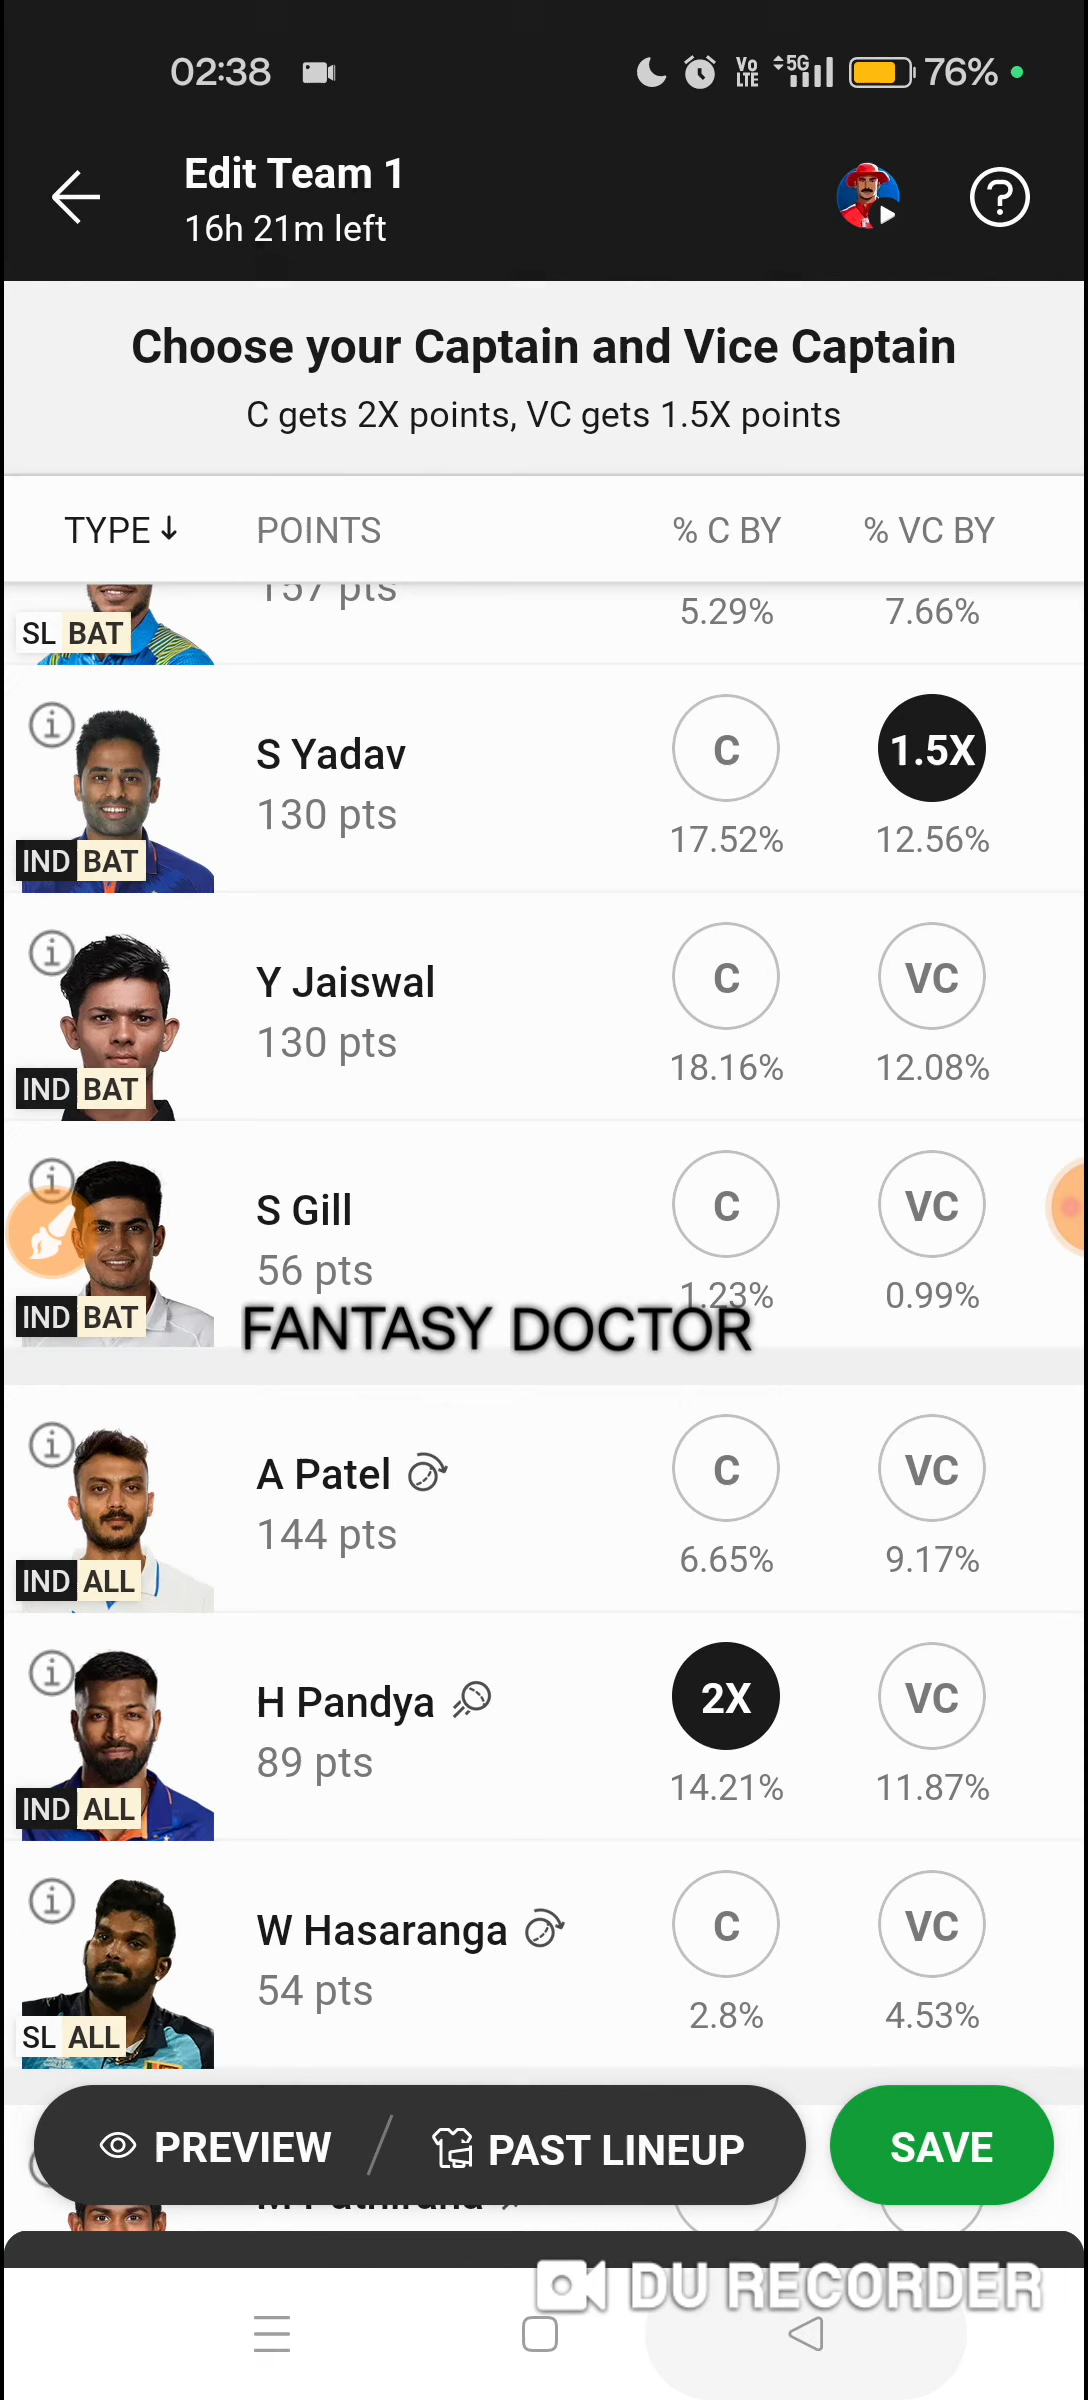 02:38 Vo LTE 5G 76%
Edit Team 1
16h 21m left
Choose your Captain and Vice Captain
C gets 2X points, VC gets 1.5X points
TYPE POINTS % C BY % VC BY
157 pts 5.29% 7.66%
SL BAT
S Yadav C 1.5X
130 pts 17.52% 12.56%
IND BAT
Y Jaiswal C VC
130 pts 18.16% 12.08%
IND BAT
S Gill C VC
56 pts 1.23% 0.99%
IND BAT
FANTASY DOCTOR
A Patel C VC
144 pts 6.65% 9.17%
IND ALL
H Pandya 2X VC
89 pts 14.21% 11.87%
IND ALL
W Hasaranga C VC
54 pts 2.8% 4.53%
SL ALL
PREVIEW PAST LINEUP SAVE
DU RECORDER